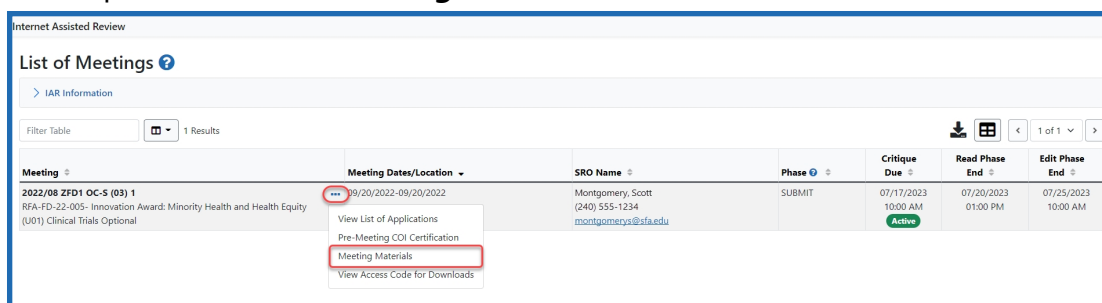 Internet Assisted Review
List of Meetings ?
> IAR Information
Filter Table 1 Results 1 of 1
Meeting Meeting Dates/Location SRO Name Phase ? Critique Due Read Phase End Edit Phase End
2022/08 ZFD1 OC-S (03) 1 ••• 09/20/2022-09/20/2022 Montgomery, Scott SUBMIT 07/17/2023 07/20/2023 07/25/2023
RFA-FD-22-005- Innovation Award: Minority Health and Health Equity (240) 555-1234 10:00 AM 01:00 PM 10:00 AM
(U01) Clinical Trials Optional montgomerys@sfa.edu Active
View List of Applications
Pre-Meeting COI Certification
Meeting Materials
View Access Code for Downloads